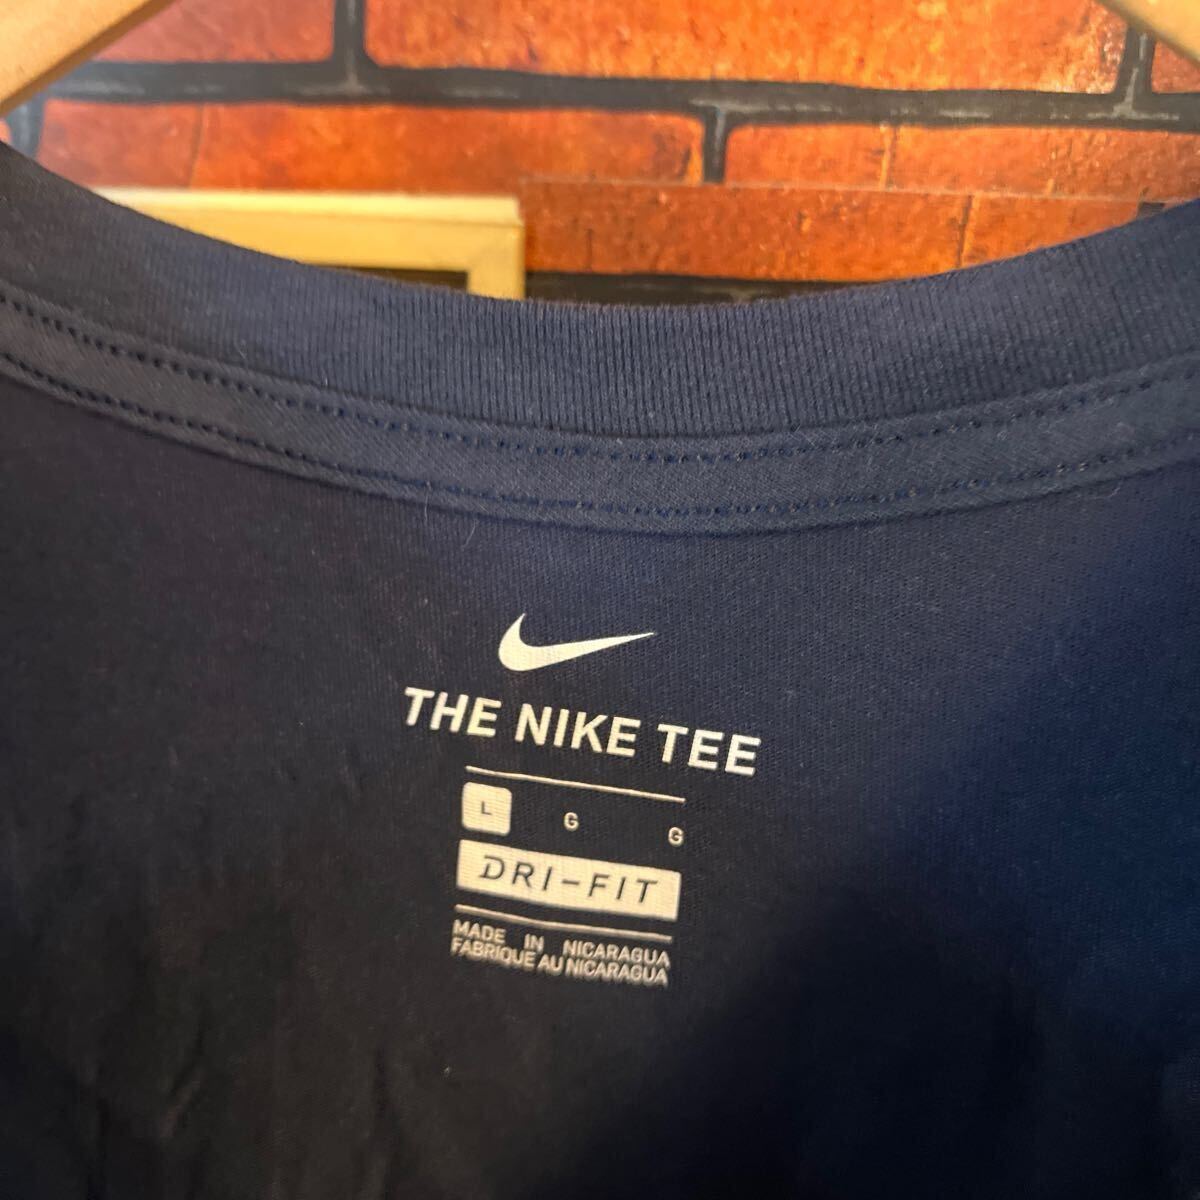 THE NIKE TEE
L G G
DRI-FIT
MADE IN NICARAGUA
FABRIQUE AU NICARAGUA